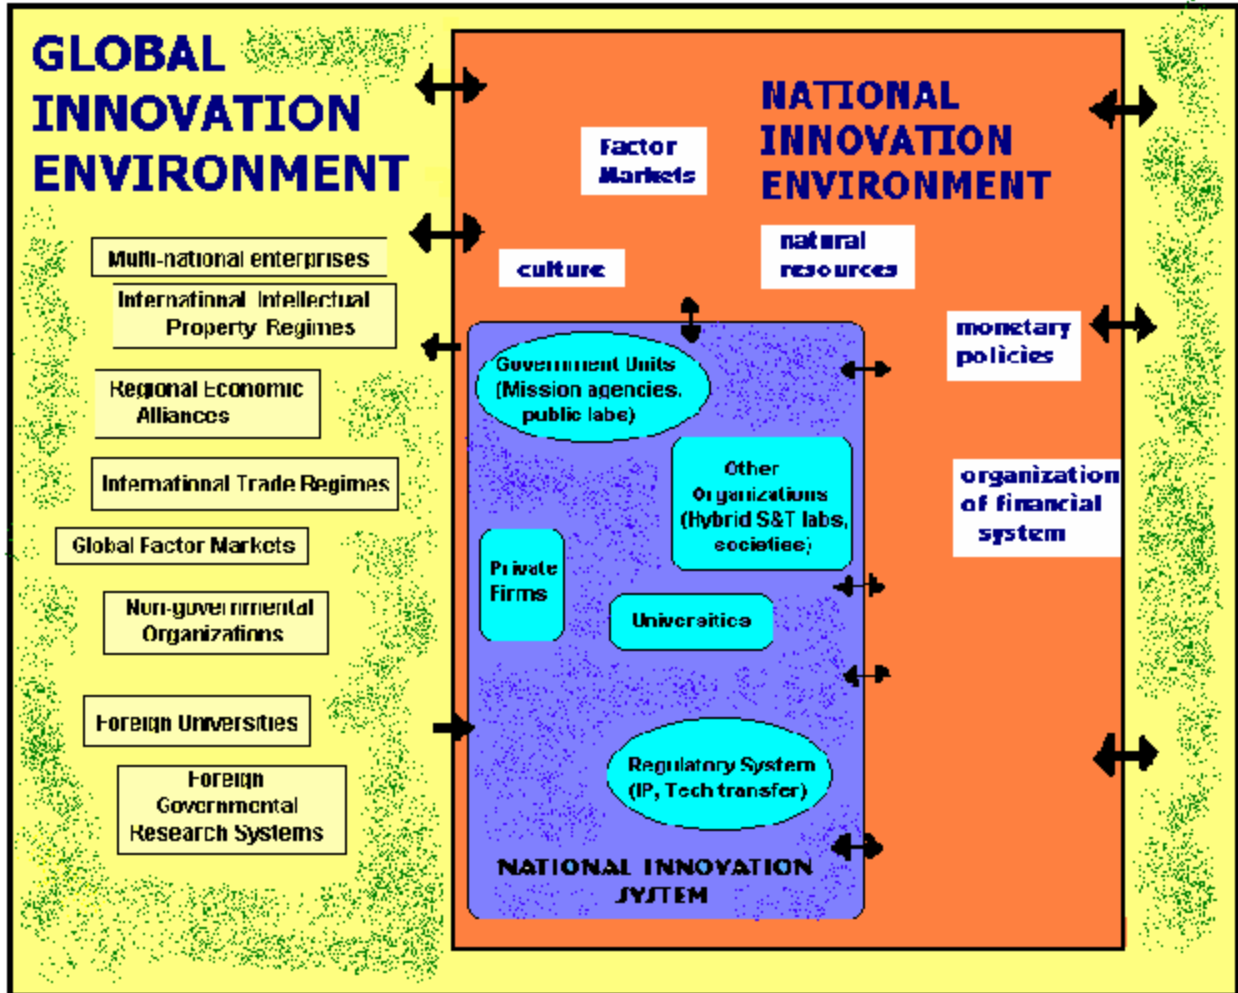 GLOBAL
INNOVATION
ENVIRONMENT
Multi-national enterprises
International Intellectual
Property Regimes
Regional Economic
Alliances
International Trade Regimes
Global Factor Markets
Non-governmental
Organizations
Foreign Universities
Foreign
Governmental
Research Systems
NATIONAL
INNOVATION
ENVIRONMENT
Factor
Markets
culture
natural
resources
monetary
policies
organization
of financial
system
Government Units
(Mission agencies,
public labs)
Other
Organizations
(Hybrid S&T labs,
societies)
Private
Firms
Universities
Regulatory System
(IP, Tech transfer)
NATIONAL INNOVATION
SYSTEM